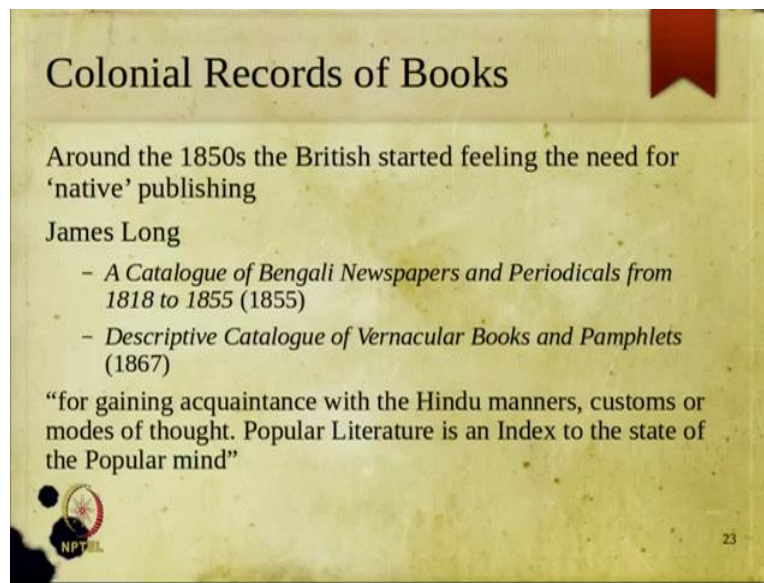 Colonial Records of Books
Around the 1850s the British started feeling the need for
‘native’ publishing
James Long
– A Catalogue of Bengali Newspapers and Periodicals from
1818 to 1855 (1855)
– Descriptive Catalogue of Vernacular Books and Pamphlets
(1867)
“for gaining acquaintance with the Hindu manners, customs or
modes of thought. Popular Literature is an Index to the state of
the Popular mind”
NPTEL
23